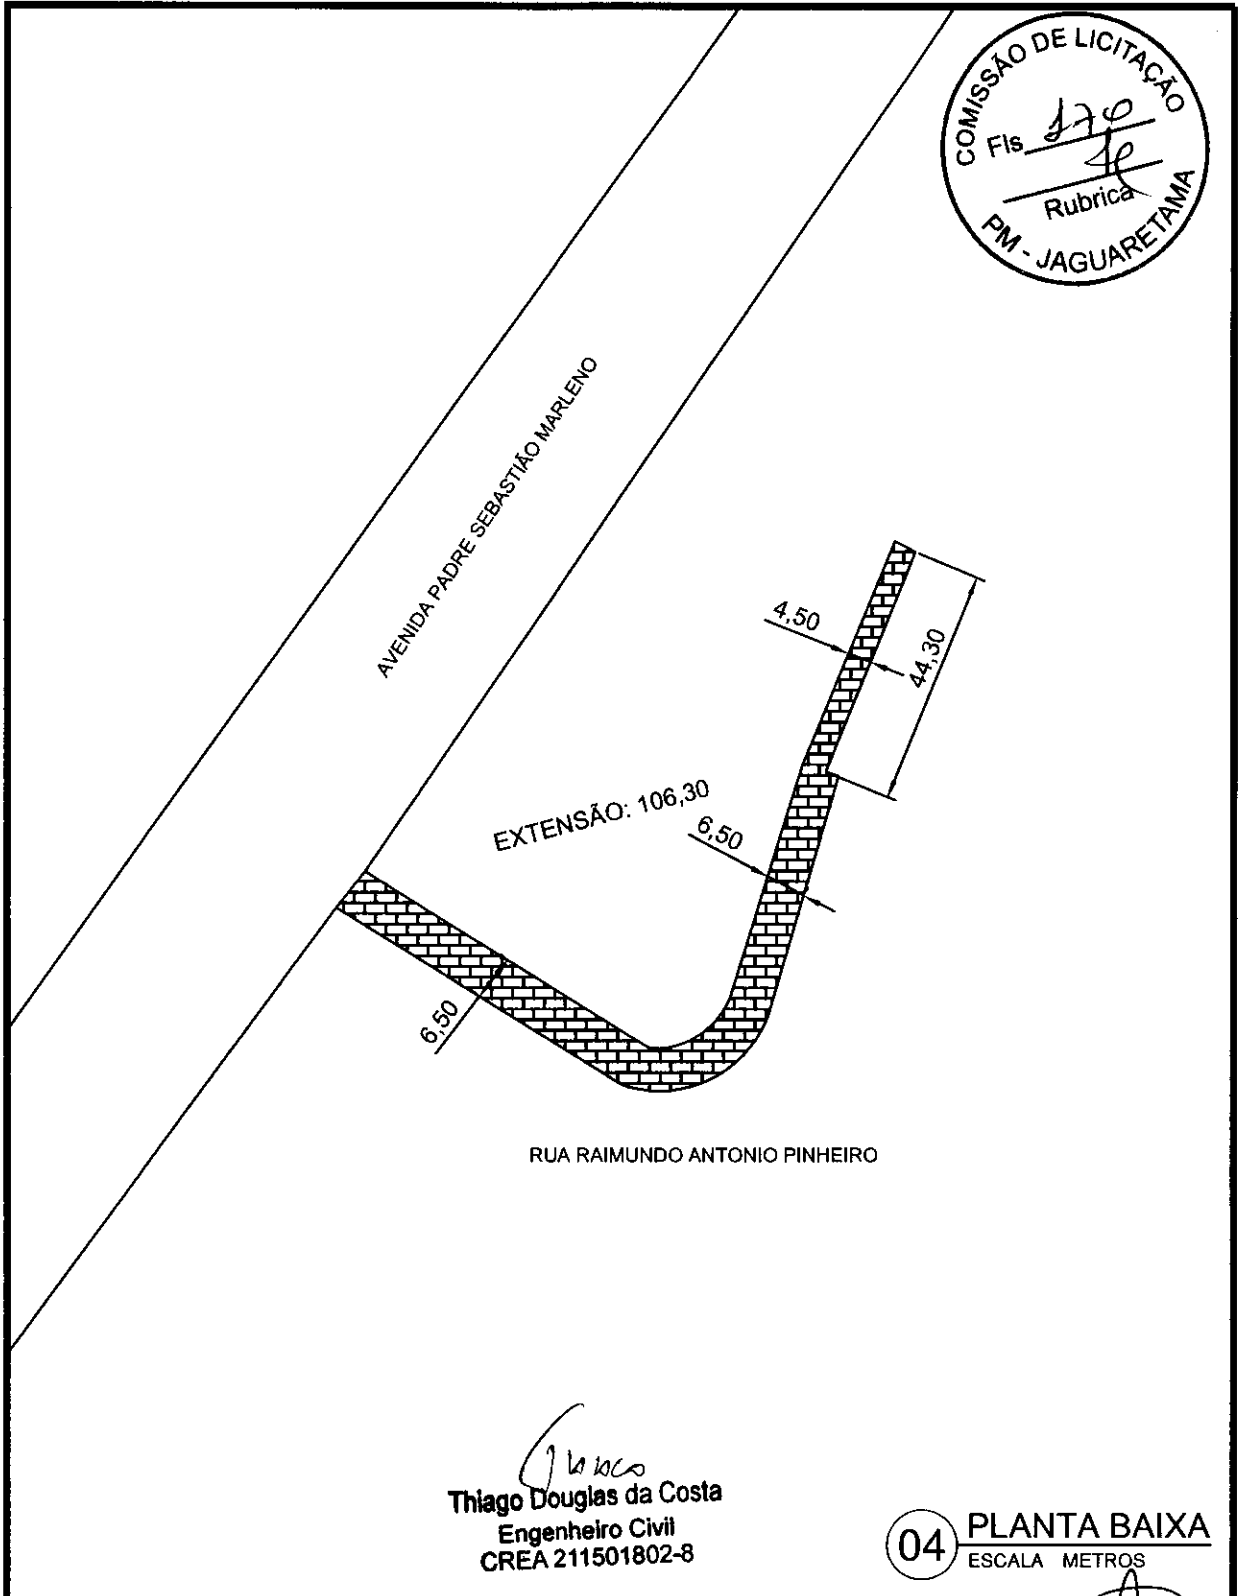 COMISSÃO DE LICITAÇÃO
Fls 170
Rubrica
PM - JAGUARETAMA
AVENIDA PADRE SEBASTIÃO MARLENO
4,50
44,30
EXTENSÃO: 106,30
6,50
6,50
RUA RAIMUNDO ANTONIO PINHEIRO
Thiago Douglas da Costa
Engenheiro Civil
CREA 211501802-8
04
PLANTA BAIXA
ESCALA METROS